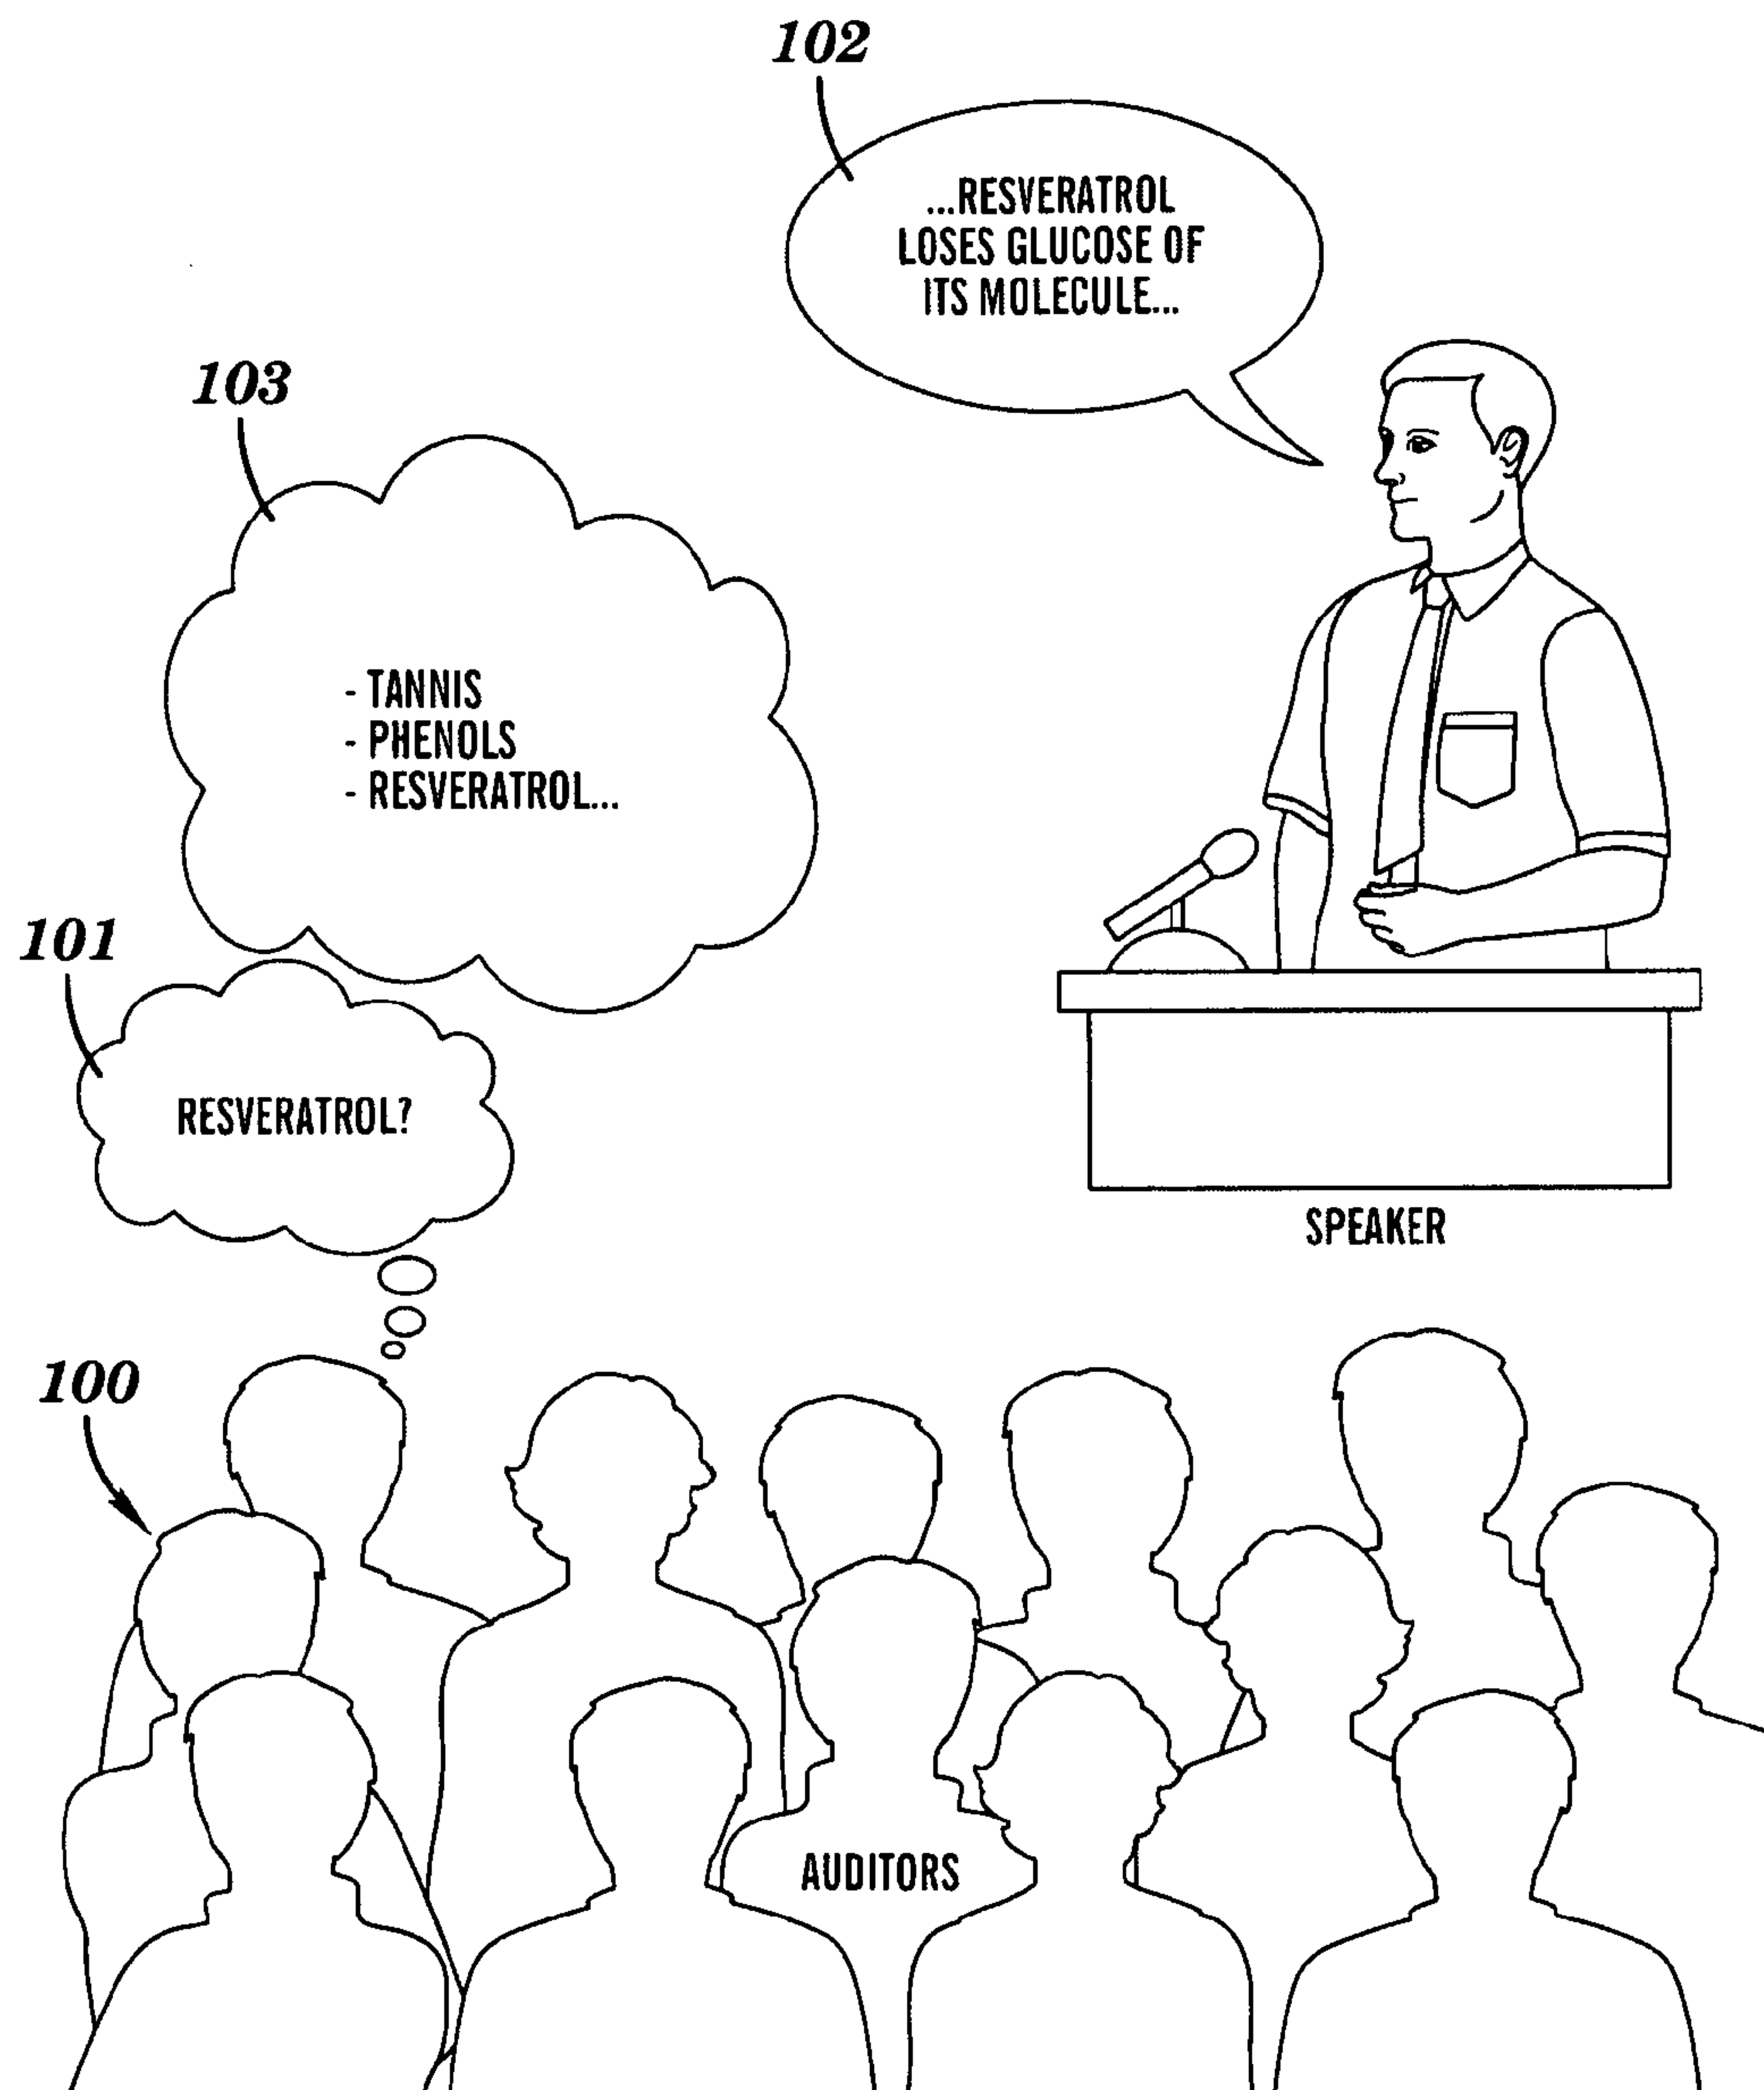 102
...RESVERATROL
LOSES GLUCOSE OF
ITS MOLECULE...
103
- TANNIS
- PHENOLS
- RESVERATROL...
101
RESVERATROL?
SPEAKER
100
AUDITORS